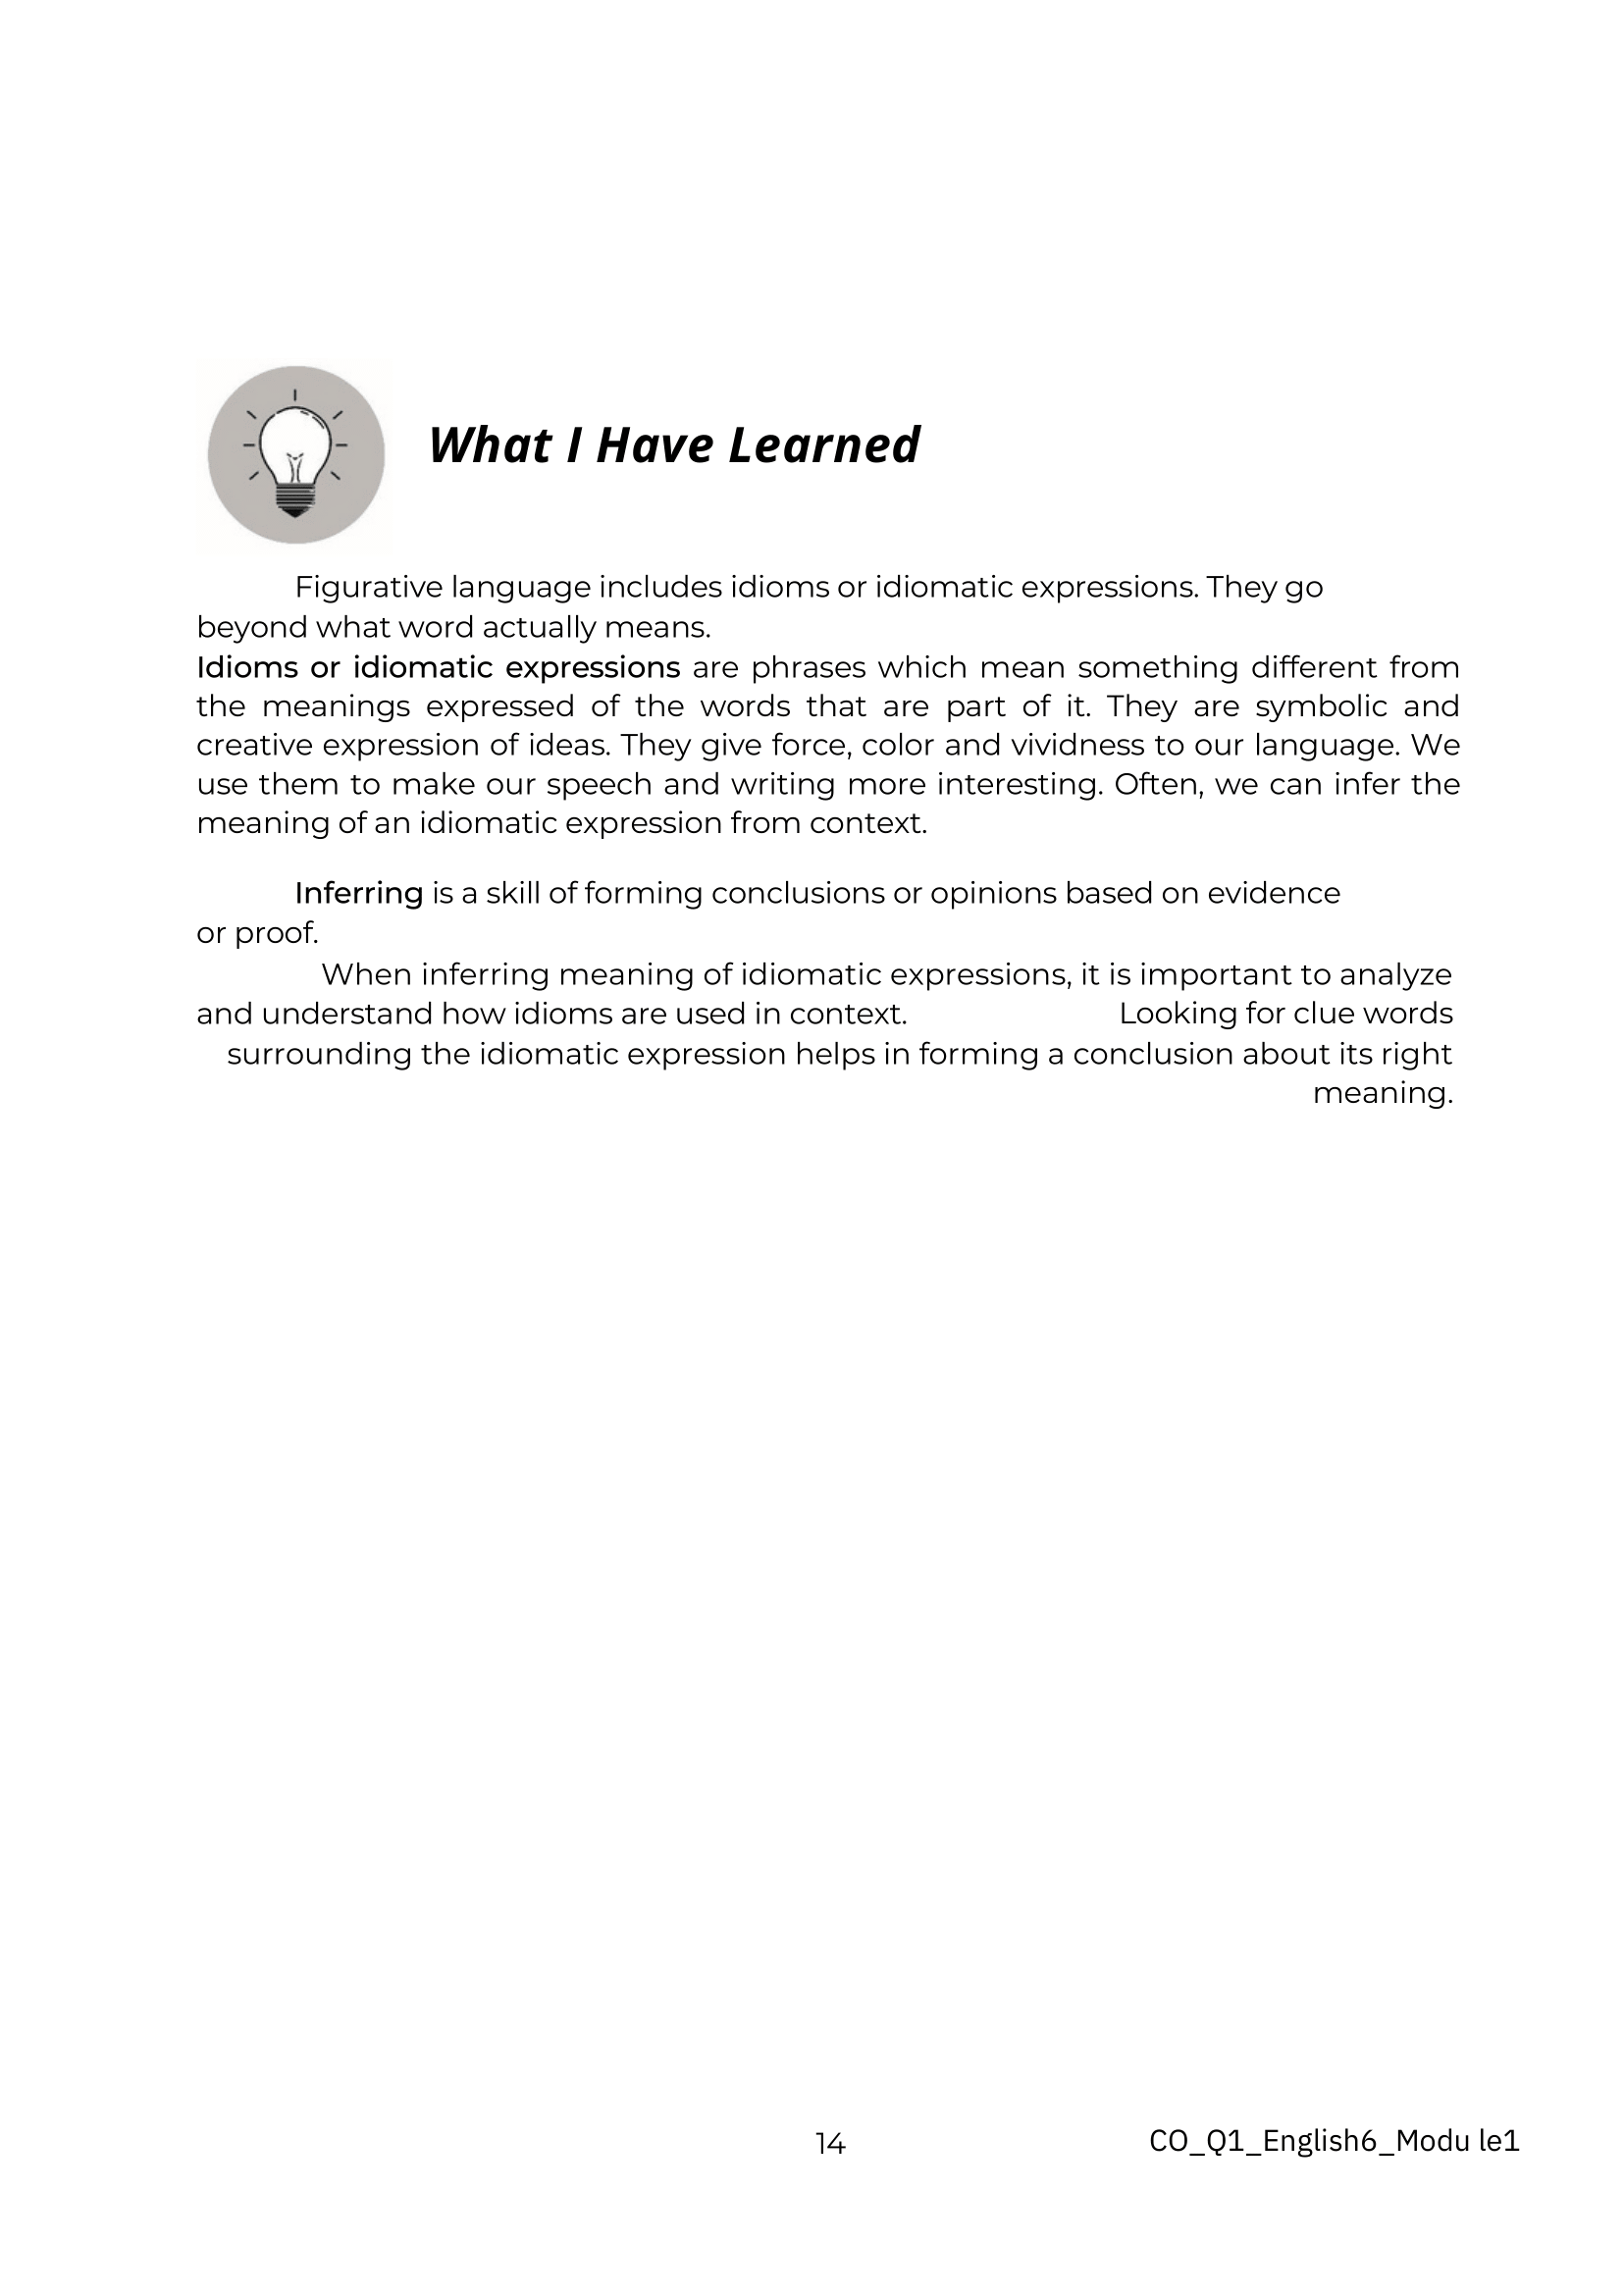 What I Have Learned
Figurative language includes idioms or idiomatic expressions. They go
beyond what word actually means.
Idioms or idiomatic expressions are phrases which mean something different from
the meanings expressed of the words that are part of it. They are symbolic and
creative expression of ideas. They give force, color and vividness to our language. We
use them to make our speech and writing more interesting. Often, we can infer the
meaning of an idiomatic expression from context.
Inferring is a skill of forming conclusions or opinions based on evidence
or proof.
When inferring meaning of idiomatic expressions, it is important to analyze
and understand how idioms are used in context. Looking for clue words
surrounding the idiomatic expression helps in forming a conclusion about its right
meaning.
14 CO_Q1_English6_Modu le1